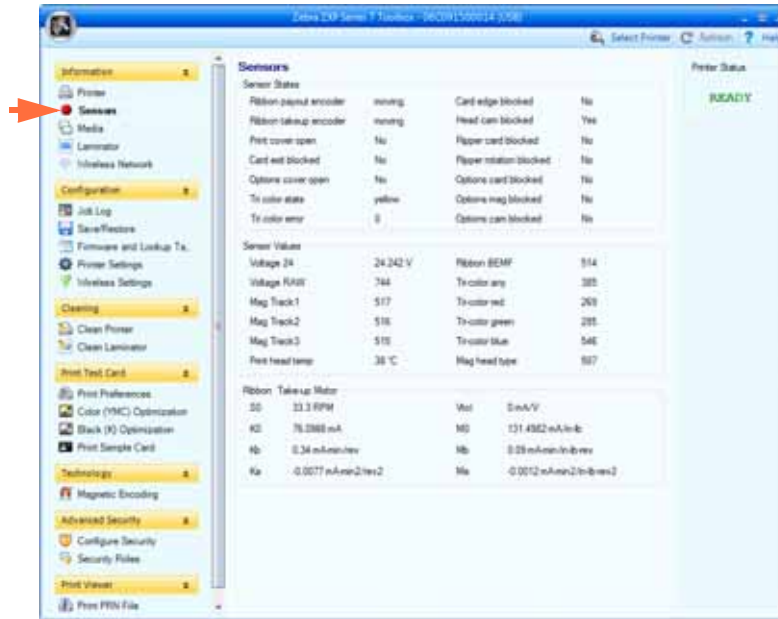 Zebra ZXP Series 7 Toolbox - 06C091500014 (USB)
Select Printer Refresh ? Help
Information
Printer
Sensors
Media
Laminator
Wireless Network
Configuration
Job Log
Save/Restore
Firmware and Lookup Ta.
Printer Settings
Wireless Settings
Cleaning
Clean Printer
Clean Laminator
Print Test Card
Print Preferences
Color (YMC) Optimization
Black (K) Optimization
Print Sample Card
Technology
Magnetic Encoding
Advanced Security
Configure Security
Security Roles
Print Viewer
Print PRN File
Sensors
Sensor States
Ribbon payout encoder moving Card edge blocked No
Ribbon takeup encoder moving Head cam blocked Yes
Print cover open No Flipper card blocked No
Card exit blocked No Flipper rotation blocked No
Options cover open No Options card blocked No
Tri color state yellow Options mag blocked No
Tri color error 0 Options cam blocked No
Sensor Values
Voltage 24 24.242 V Ribbon BEMF 514
Voltage RAW 744 Tri-color any 385
Mag Track1 517 Tri-color red 269
Mag Track2 516 Tri-color green 285
Mag Track3 515 Tri-color blue 546
Print head temp 38 °C Mag head type 507
Ribbon Take-up Motor
S0 33.3 RPM 0 mA/V
K0 76.0988 mA M0 131.4982 mA/in-lb
Kb 0.34 mA-min/rev Mb 0.09 mA-min/in-lb-rev
Ka -0.0077 mA-min2/rev2 Ma -0.0012 mA-min2/in-lb-rev2
Printer Status
READY